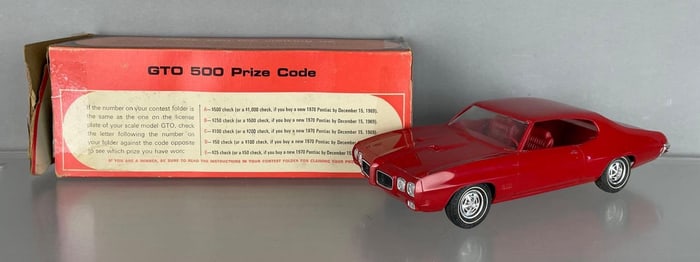 GTO 500 Prize Code
If the number on your contest folder is
the same as the one on the license
plate of your scale model GTO, check
the letter following the number on
your folder against the code opposite
to see which prize you have won:
A—$500 check (or a $1,000 check, if you buy a new 1970 Pontiac by December 15, 1969).
B—$250 check (or a $500 check, if you buy a new 1970 Pontiac by December 15, 1969).
C—$100 check (or a $200 check, if you buy a new 1970 Pontiac by December 15, 1969).
D—$50 check (or a $100 check, if you buy a new 1970 Pontiac by December 15
E—$25 check (or a $50 check, if you buy a new 1970 Pontiac by December 15
IF YOU ARE A WINNER, BE SURE TO READ THE INSTRUCTIONS IN YOUR CONTEST FOLDER FOR CLAIMING YOUR